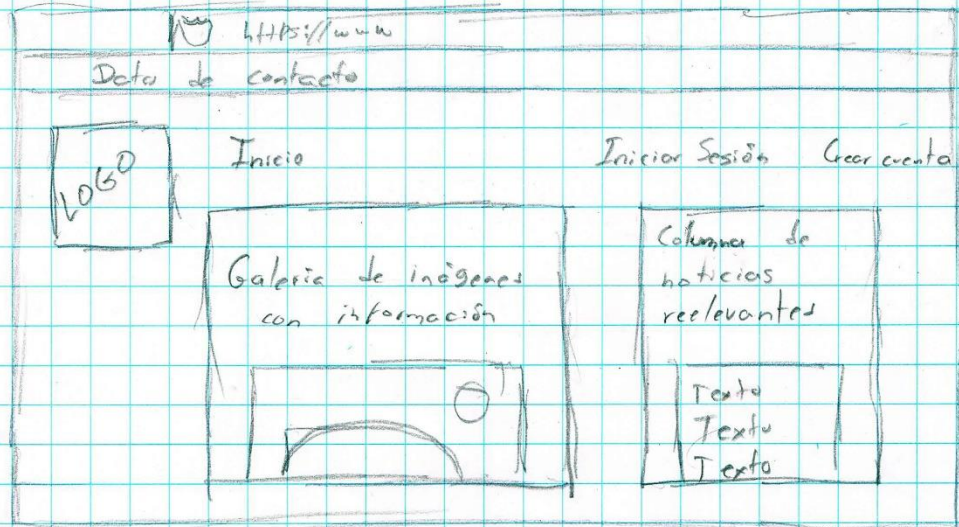 https://www
Datos de contacto
LOGO
Inicio
Iniciar Sesión
Crear cuenta
Galeria de imágenes
con información
Columna de
noticias
reelevantes
Texto
Texto
Texto